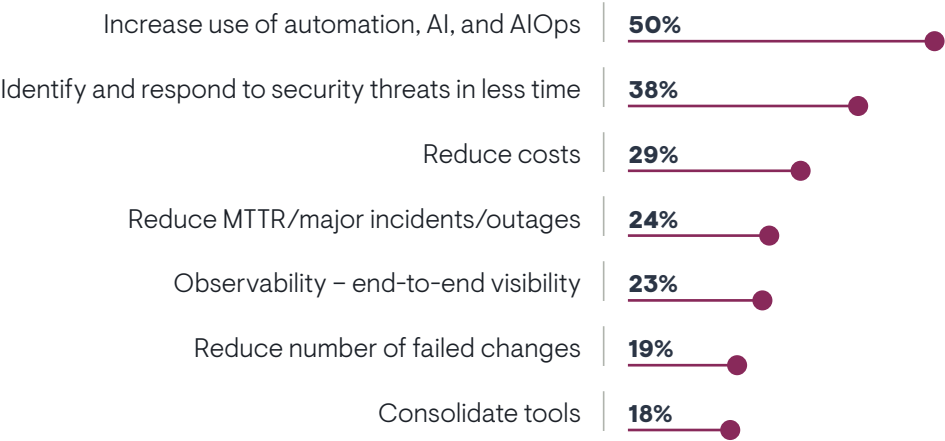 Increase use of automation, AI, and AIOps 50%
Identify and respond to security threats in less time 38%
Reduce costs 29%
Reduce MTTR/major incidents/outages 24%
Observability – end-to-end visibility 23%
Reduce number of failed changes 19%
Consolidate tools 18%